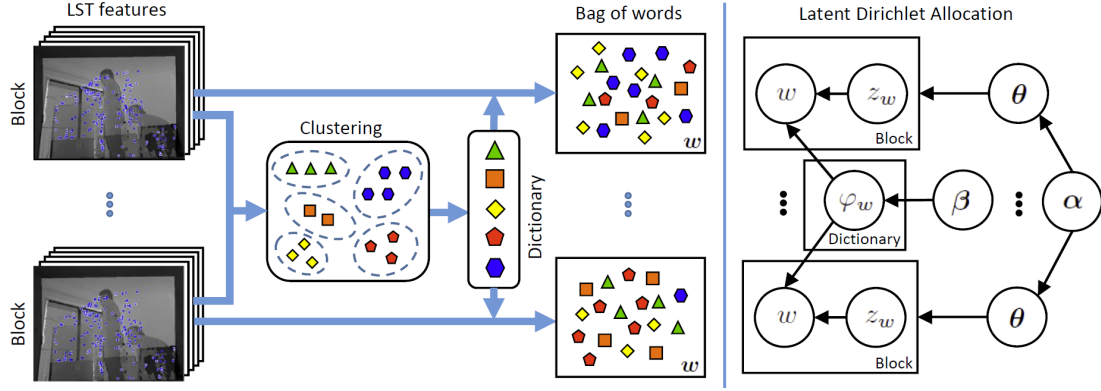 LST features
Block
Block
Clustering
Dictionary
Bag of words
w
w
Latent Dirichlet Allocation
w
z_w
θ
Block
φ_w
β
α
Dictionary
w
z_w
θ
Block